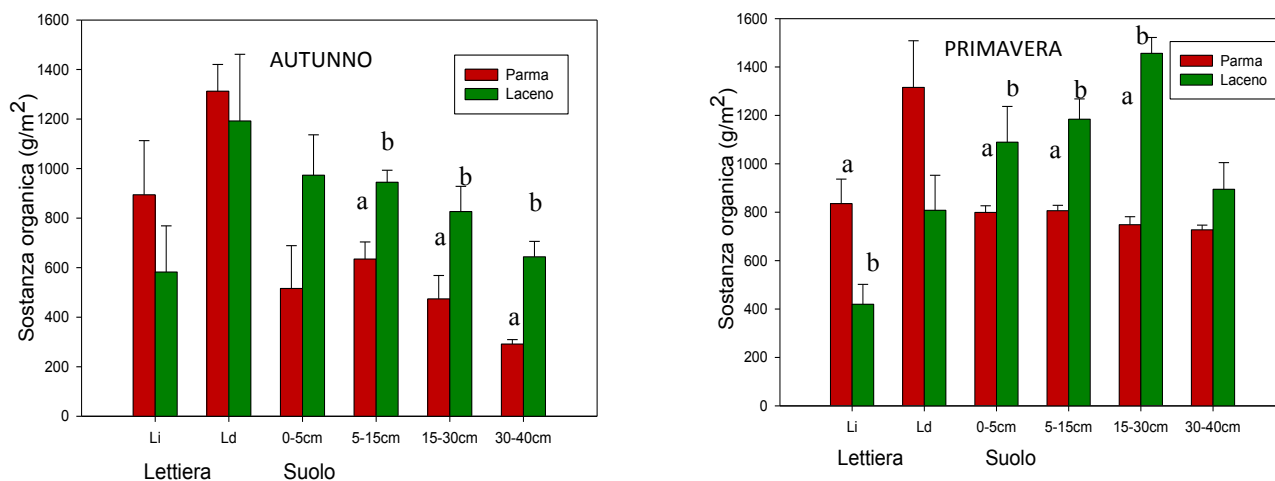 AUTUNNO
Parma
Laceno
Sostanza organica (g/m²)
1600
1400
1200
1000
800
600
400
200
0
a
b
a
b
a
b
Li
Ld
0-5cm
5-15cm
15-30cm
30-40cm
Lettiera
Suolo
PRIMAVERA
Parma
Laceno
Sostanza organica (g/m²)
1600
1400
1200
1000
800
600
400
200
0
a
b
a
b
a
b
a
b
Li
Ld
0-5cm
5-15cm
15-30cm
30-40cm
Lettiera
Suolo